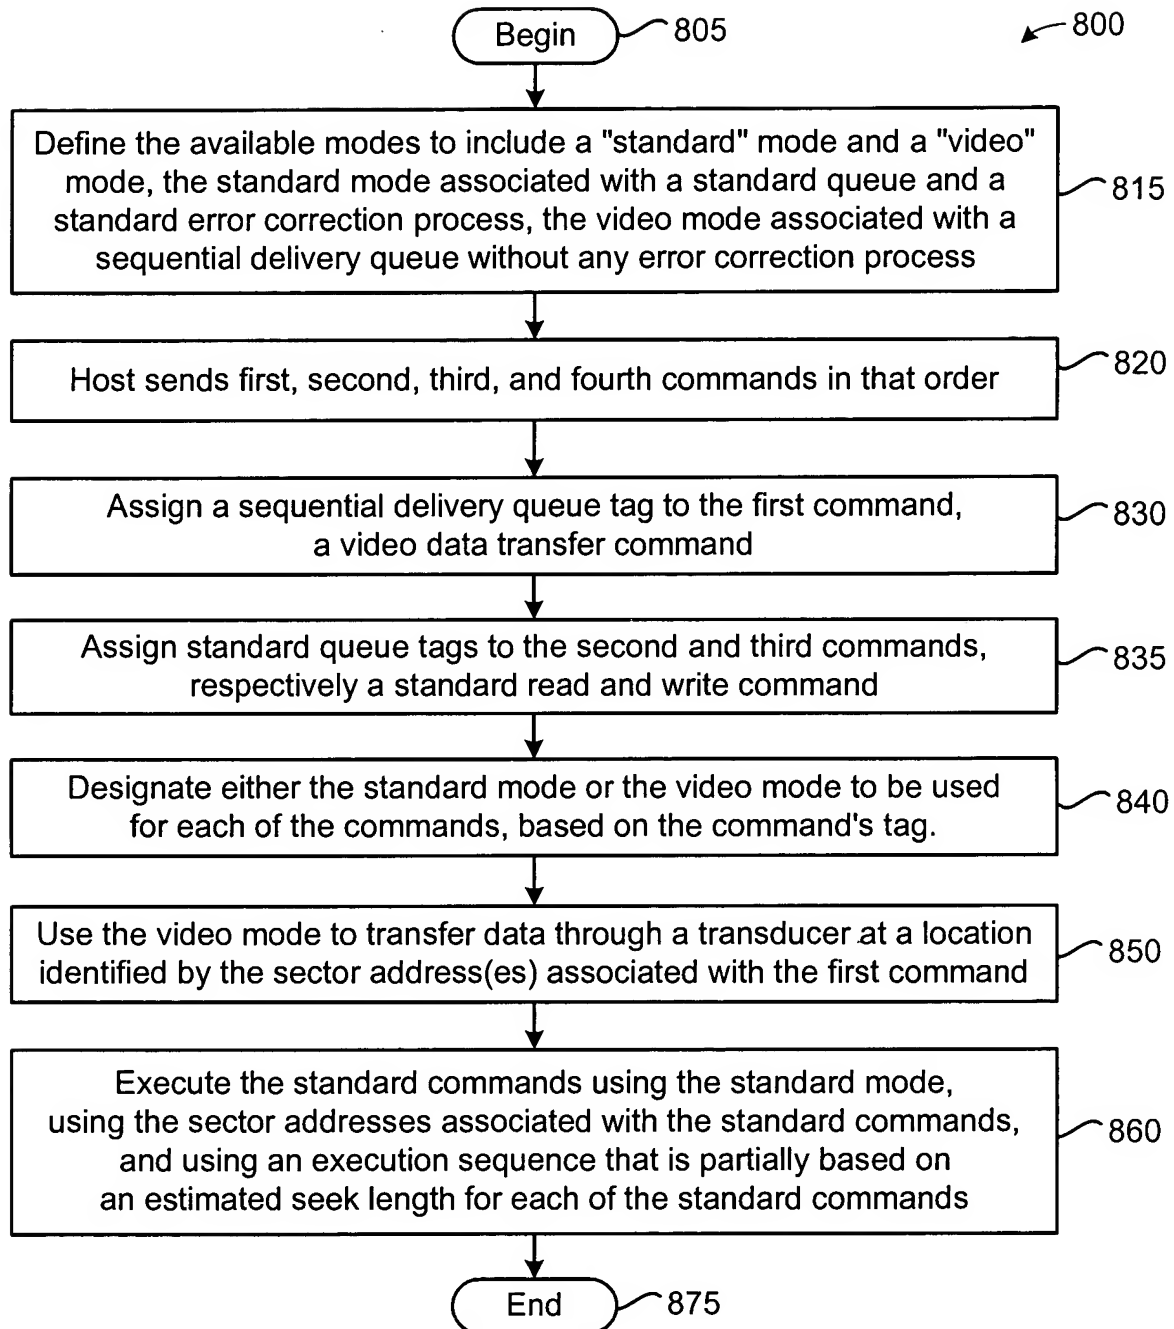 Begin
805
800
Define the available modes to include a "standard" mode and a "video"
mode, the standard mode associated with a standard queue and a
standard error correction process, the video mode associated with a
sequential delivery queue without any error correction process
815
Host sends first, second, third, and fourth commands in that order
820
Assign a sequential delivery queue tag to the first command,
a video data transfer command
830
Assign standard queue tags to the second and third commands,
respectively a standard read and write command
835
Designate either the standard mode or the video mode to be used
for each of the commands, based on the command's tag.
840
Use the video mode to transfer data through a transducer at a location
identified by the sector address(es) associated with the first command
850
Execute the standard commands using the standard mode,
using the sector addresses associated with the standard commands,
and using an execution sequence that is partially based on
an estimated seek length for each of the standard commands
860
End
875